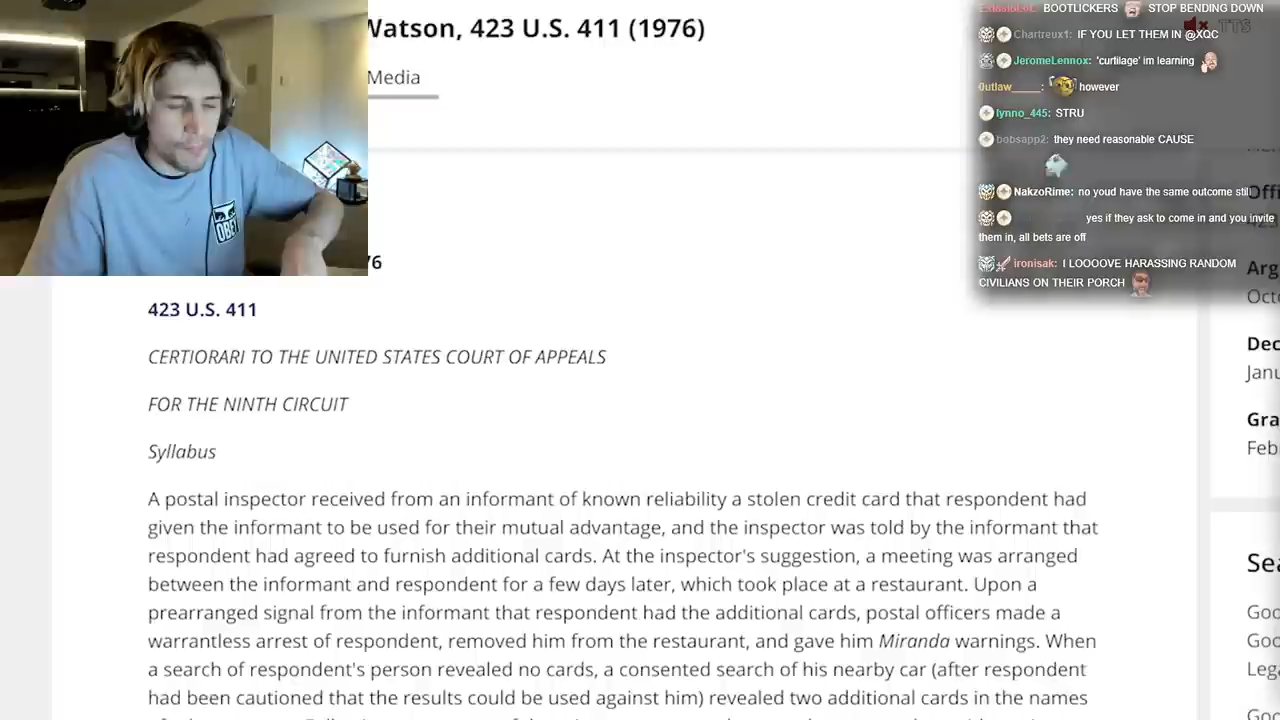 Watson, 423 U.S. 411 (1976)
Media
76
423 U.S. 411
CERTIORARI TO THE UNITED STATES COURT OF APPEALS
FOR THE NINTH CIRCUIT
Syllabus
A postal inspector received from an informant of known reliability a stolen credit card that respondent had
given the informant to be used for their mutual advantage, and the inspector was told by the informant that
respondent had agreed to furnish additional cards. At the inspector's suggestion, a meeting was arranged
between the informant and respondent for a few days later, which took place at a restaurant. Upon a
prearranged signal from the informant that respondent had the additional cards, postal officers made a
warrantless arrest of respondent, removed him from the restaurant, and gave him Miranda warnings. When
a search of respondent's person revealed no cards, a consented search of his nearby car (after respondent
had been cautioned that the results could be used against him) revealed two additional cards in the names
OBEY
BOOTLICKERS STOP BENDING DOWN
TTS
Chartreux1: IF YOU LET THEM IN @XQC
JeromeLennox: 'curtilage' im learning
0utlaw_____: however
lynno_445: STRU
bobsapp2: they need reasonable CAUSE
NakzoRime: no youd have the same outcome still
yes if they ask to come in and you invite
them in, all bets are off
ironisak: I LOOOOVE HARASSING RANDOM
CIVILIANS ON THEIR PORCH
Offi
423
Arg
Octo
Dec
Janu
Gra
Feb
Sea
Goo
Goo
Lega
Goo